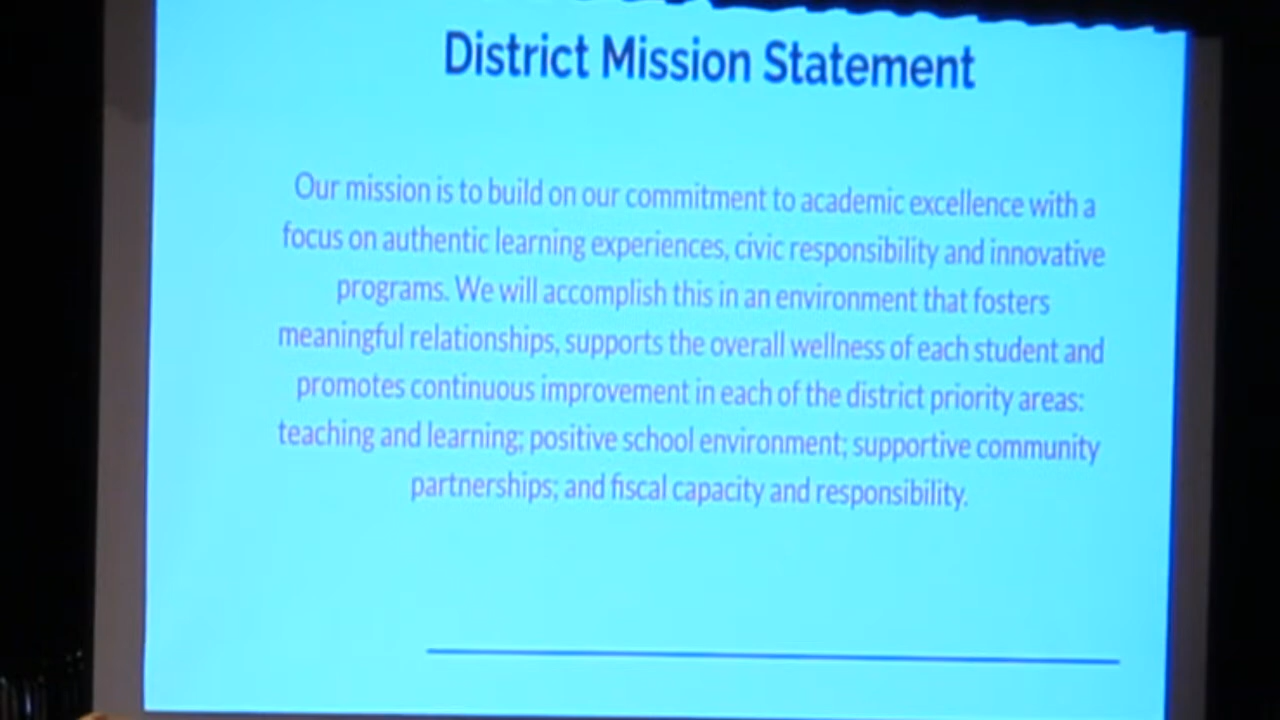 District Mission Statement
Our mission is to build on our commitment to academic excellence with a
focus on authentic learning experiences, civic responsibility and innovative
programs. We will accomplish this in an environment that fosters
meaningful relationships, supports the overall wellness of each student and
promotes continuous improvement in each of the district priority areas:
teaching and learning; positive school environment; supportive community
partnerships; and fiscal capacity and responsibility.